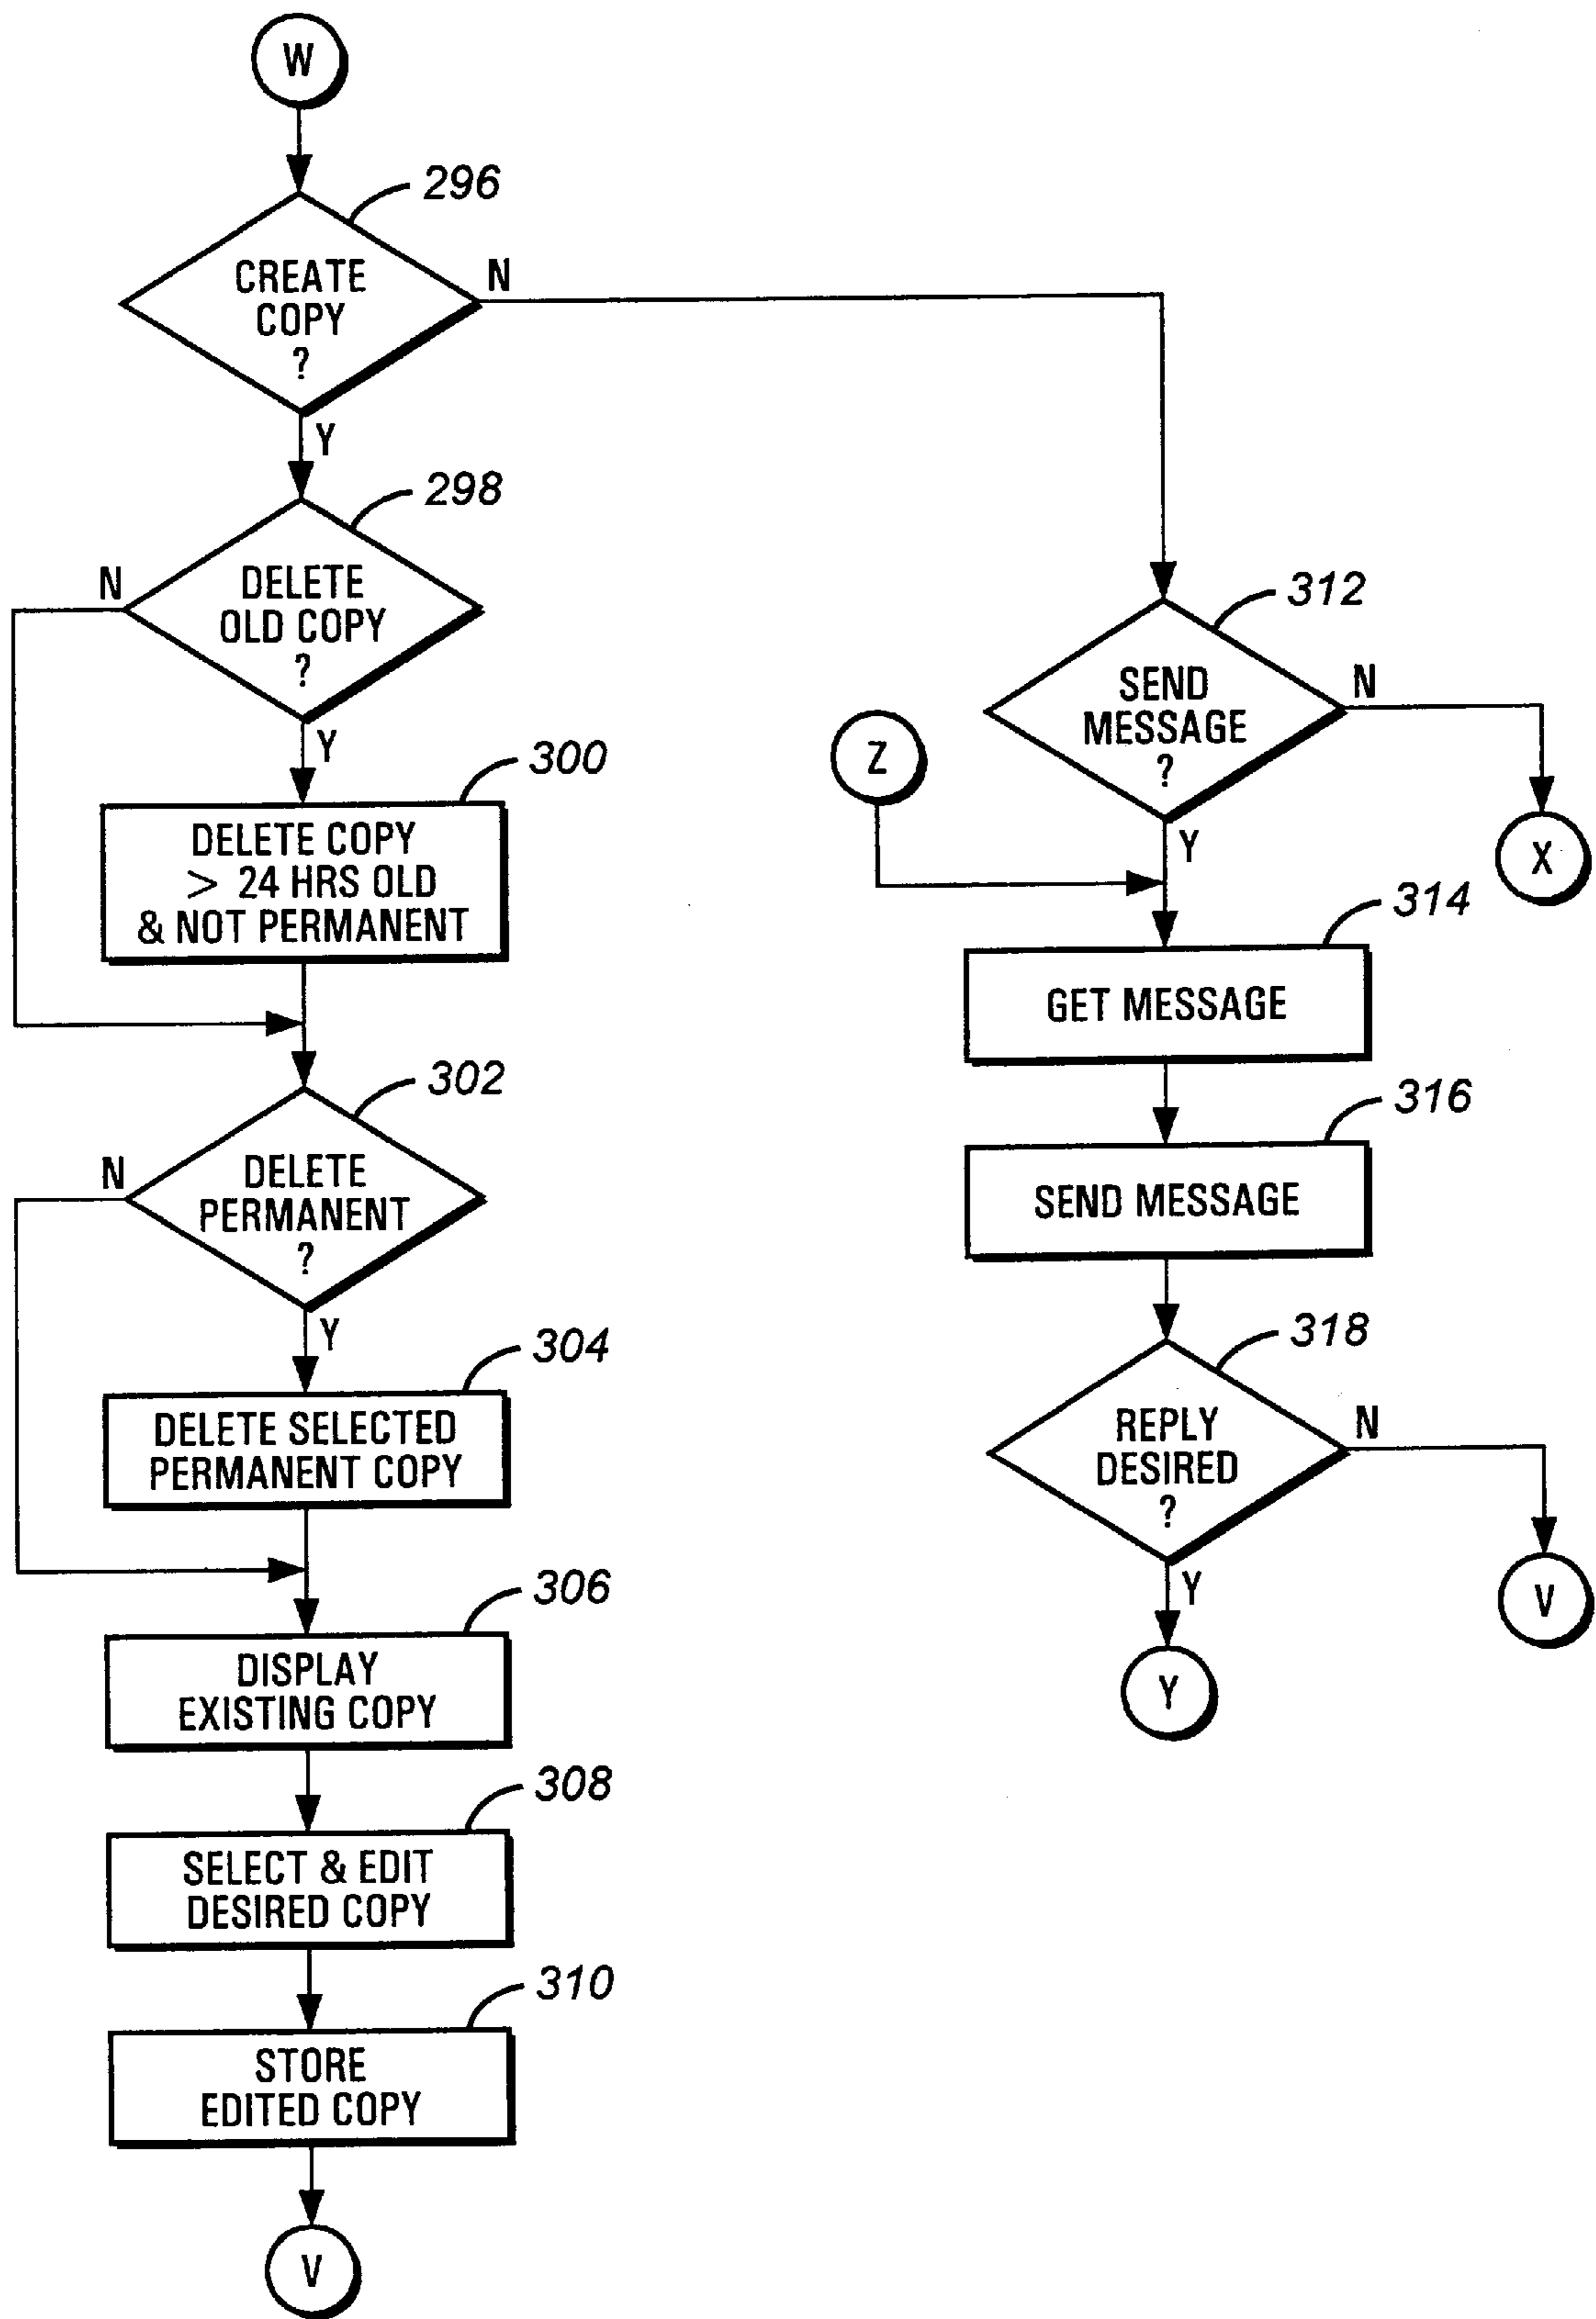 W
296
CREATE
COPY
?
N
Y
298
DELETE
OLD COPY
?
N
Y
300
DELETE COPY
> 24 HRS OLD
& NOT PERMANENT
302
DELETE
PERMANENT
?
N
Y
304
DELETE SELECTED
PERMANENT COPY
306
DISPLAY
EXISTING COPY
308
SELECT & EDIT
DESIRED COPY
310
STORE
EDITED COPY
V
312
SEND
MESSAGE
?
N
X
Z
Y
314
GET MESSAGE
316
SEND MESSAGE
318
REPLY
DESIRED
?
N
V
Y
Y